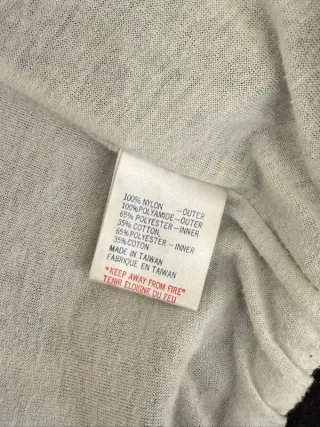 100% NYLON -OUTER
100% POLYAMIDE-OUTER
65% POLYESTER -INNER
35% COTTON,
65% POLYESTER -INNER
35% COTON
MADE IN TAIWAN
FABRIQUE EN TAIWAN
"KEEP AWAY FROM FIRE"
TENIR ELOIGNE DU FEU